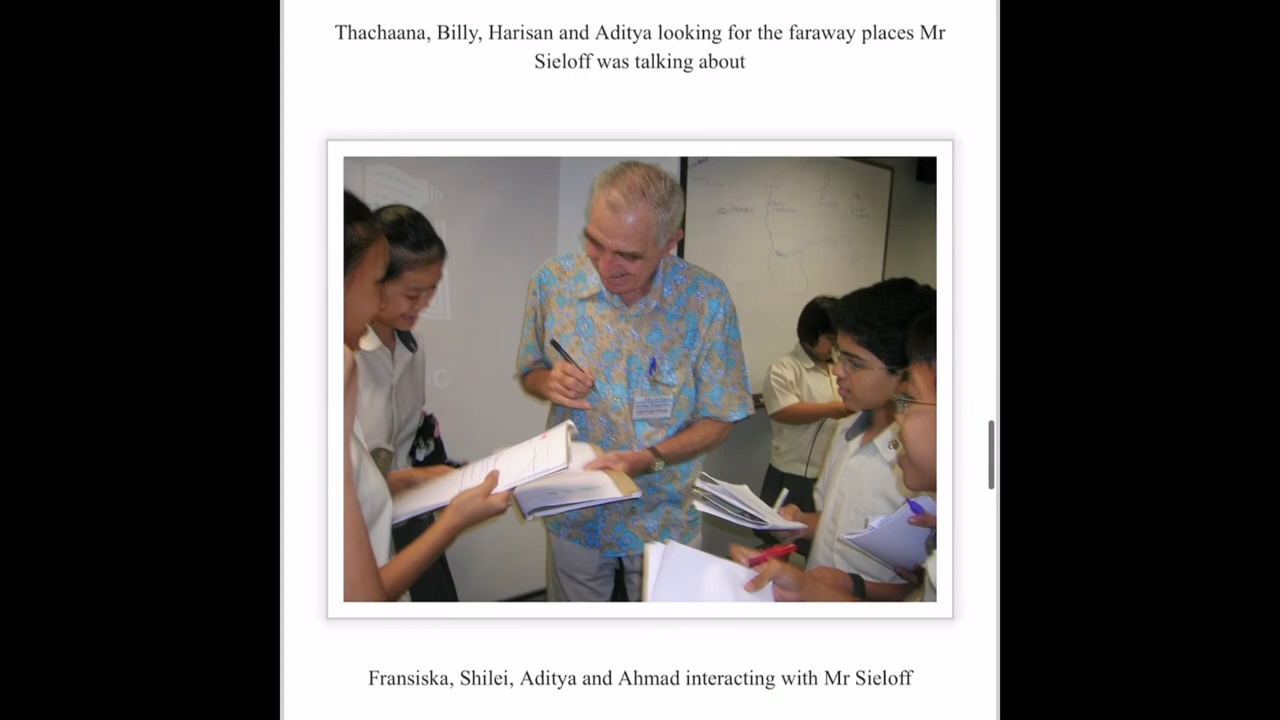 Thachaana, Billy, Harisan and Aditya looking for the faraway places Mr
Sieloff was talking about
Fransiska, Shilei, Aditya and Ahmad interacting with Mr Sieloff